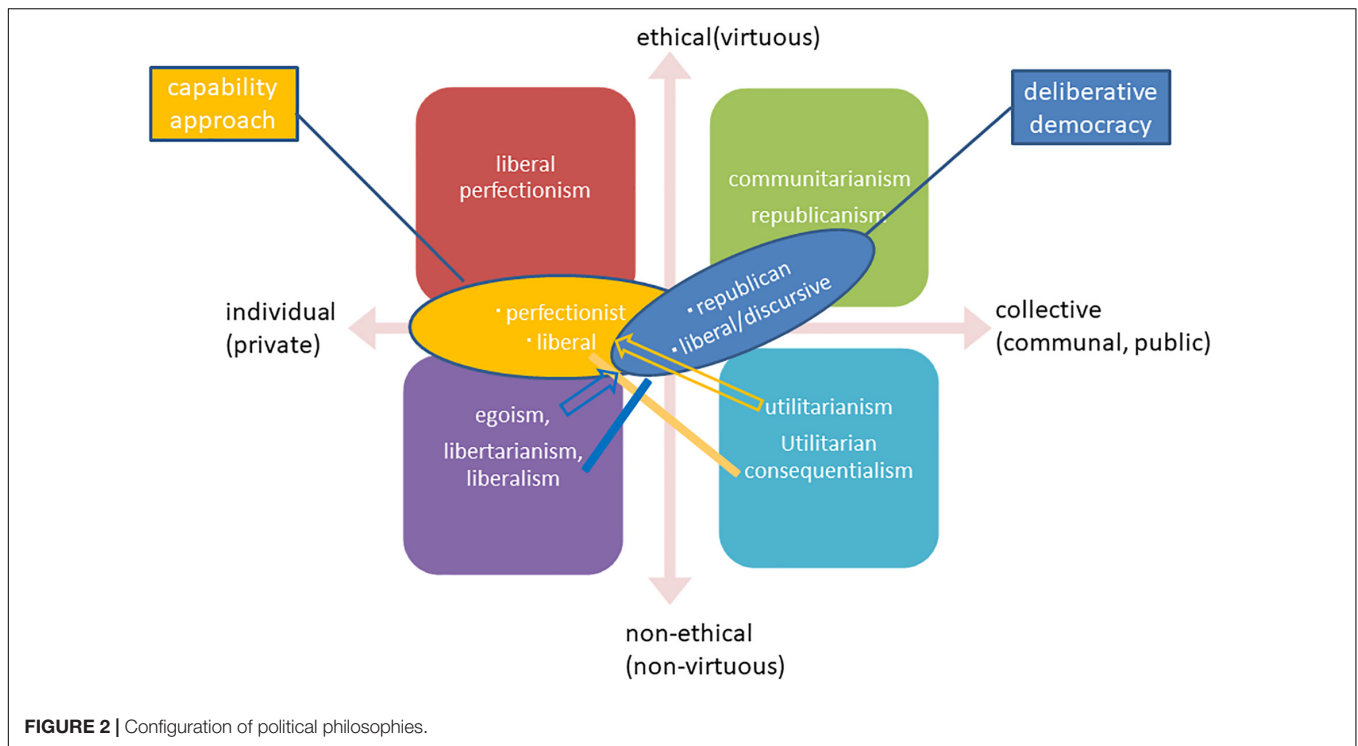 ethical(virtuous)
capability
approach
deliberative
democracy
liberal
perfectionism
communitarianism
republicanism
individual
(private)
· perfectionist
· liberal
· republican
· liberal/discursive
collective
(communal, public)
egoism,
libertarianism,
liberalism
utilitarianism
Utilitarian
consequentialism
non-ethical
(non-virtuous)
FIGURE 2 | Configuration of political philosophies.